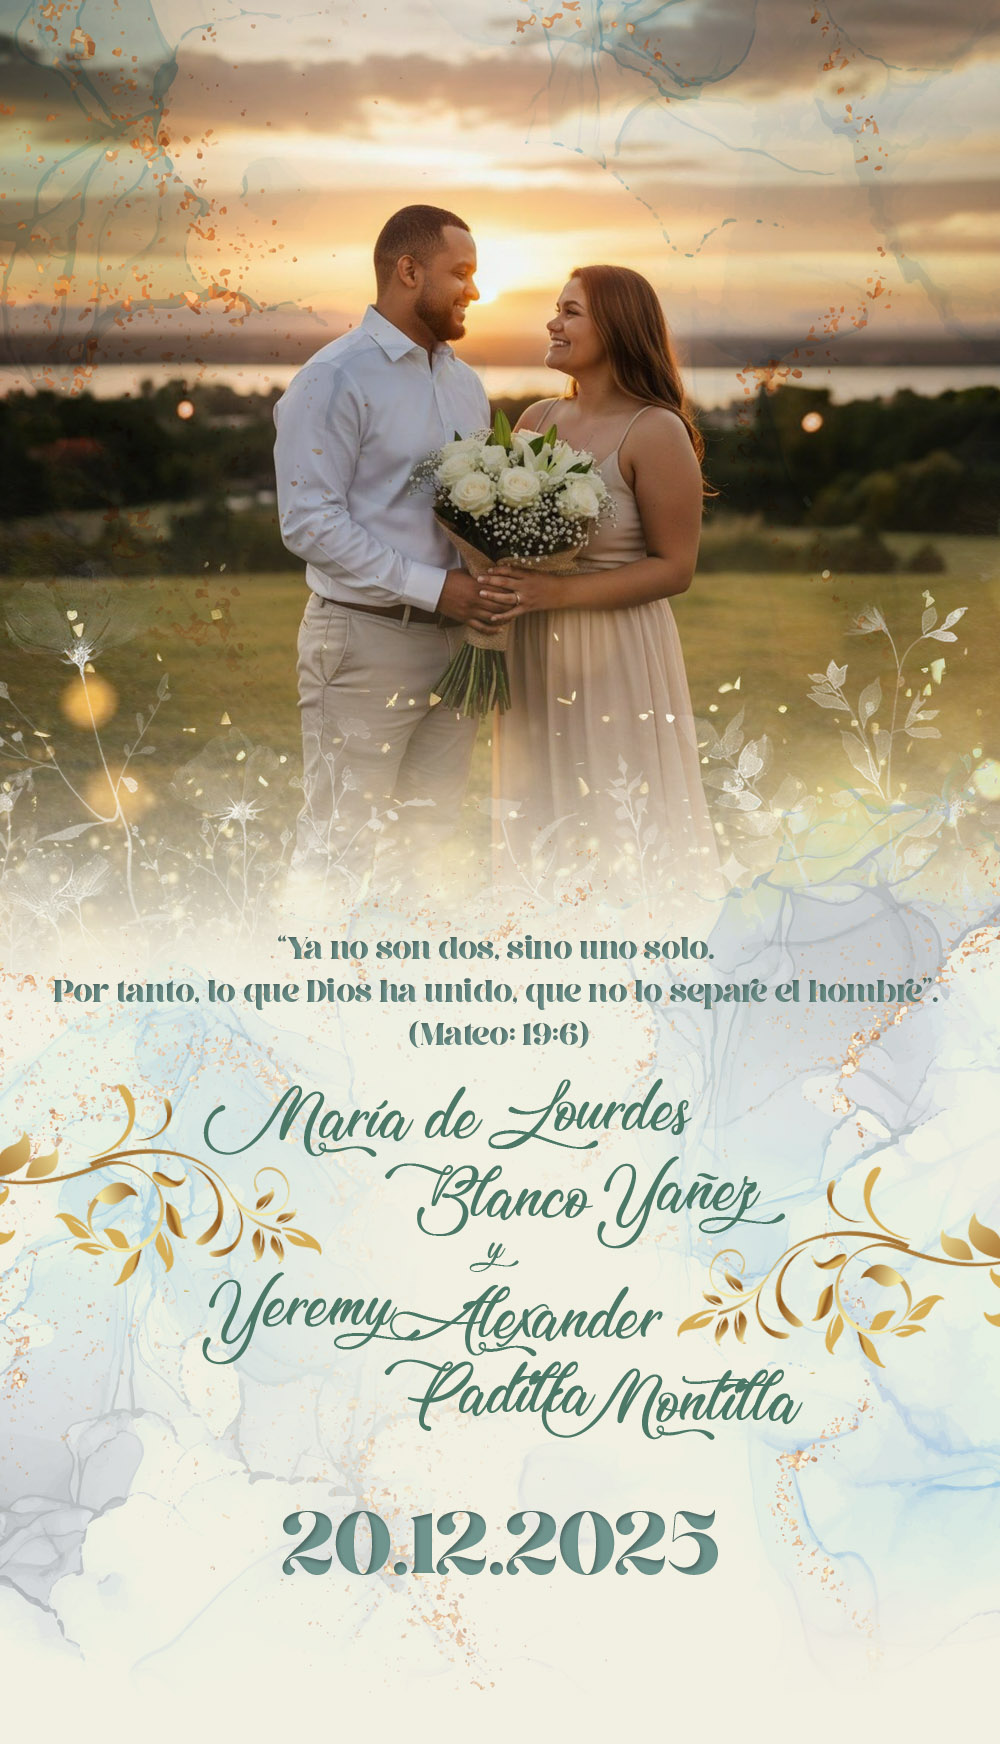 “Ya no son dos, sino uno solo.
Por tanto, lo que Dios ha unido, que no lo separe el hombre”.
(Mateo: 19:6)
María de Lourdes
Blanco Yañez
y
Yeremy Alexander
Padilla Montilla
20.12.2025